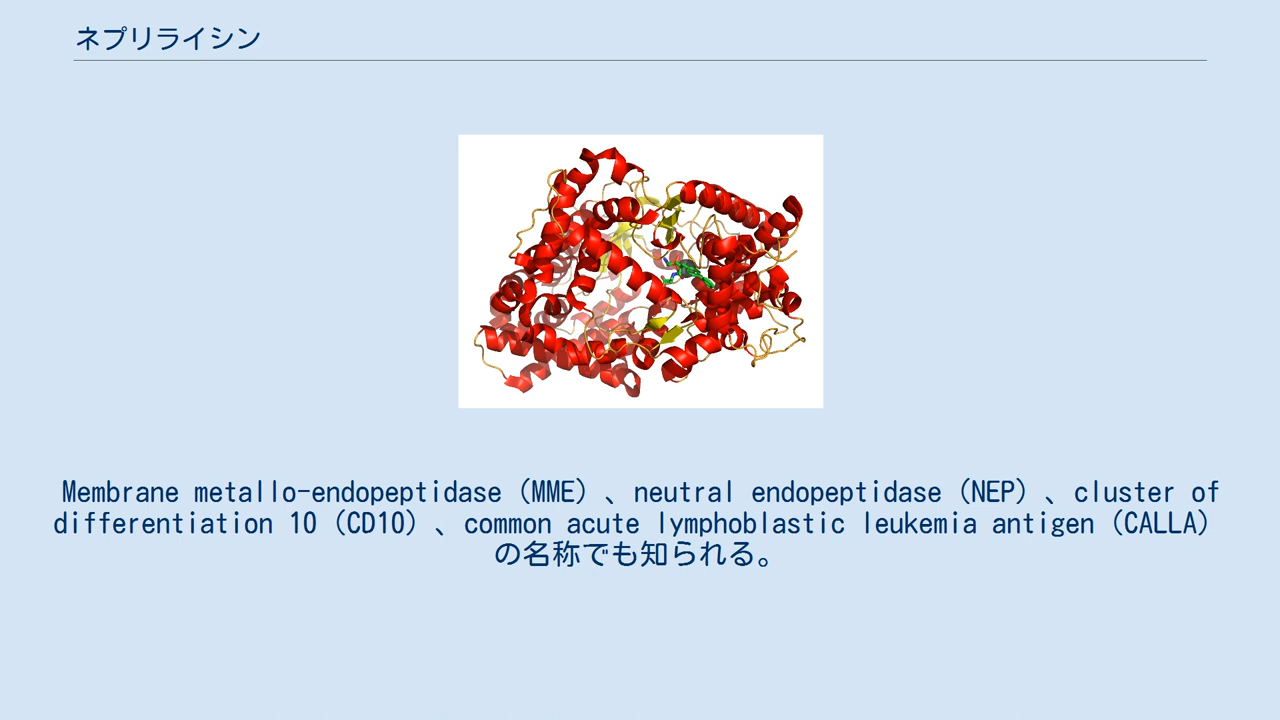 ネプリライシン
Membrane metallo-endopeptidase（MME）、neutral endopeptidase（NEP）、cluster of
differentiation 10（CD10）、common acute lymphoblastic leukemia antigen（CALLA）
の名称でも知られる。